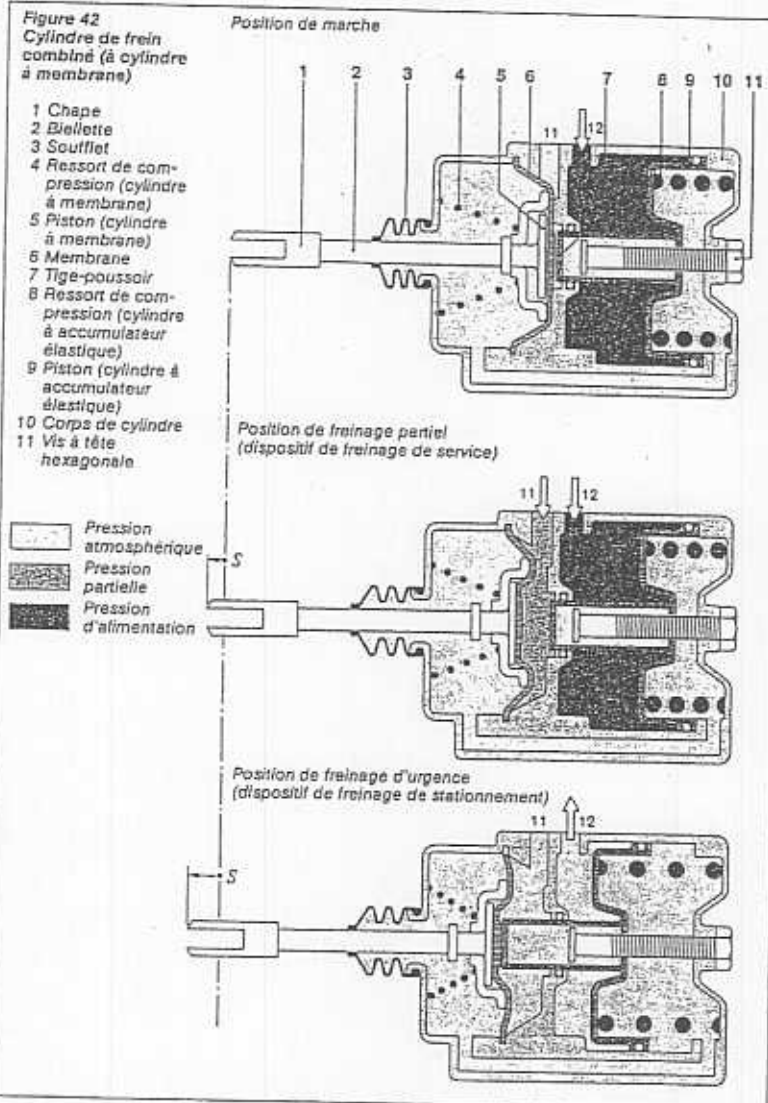 Figure 42
Cylindre de frein
combiné (à cylindre
à membrane)
1 Chape
2 Biellette
3 Soufflet
4 Ressort de com-
pression (cylindre
à membrane)
5 Piston (cylindre
à membrane)
6 Membrane
7 Tige-poussoir
8 Ressort de com-
pression (cylindre
à accumulateur
élastique)
9 Piston (cylindre à
accumulateur
élastique)
10 Corps de cylindre
11 Vis à tête
hexagonale
Pression
atmosphérique
Pression
partielle
Pression
d'alimentation
Position de marche
1 2 3 4 5 6 7 8 9 10 11
11 12
Position de freinage partiel
(dispositif de freinage de service)
11 12
S
Position de freinage d'urgence
(dispositif de freinage de stationnement)
11 12
S